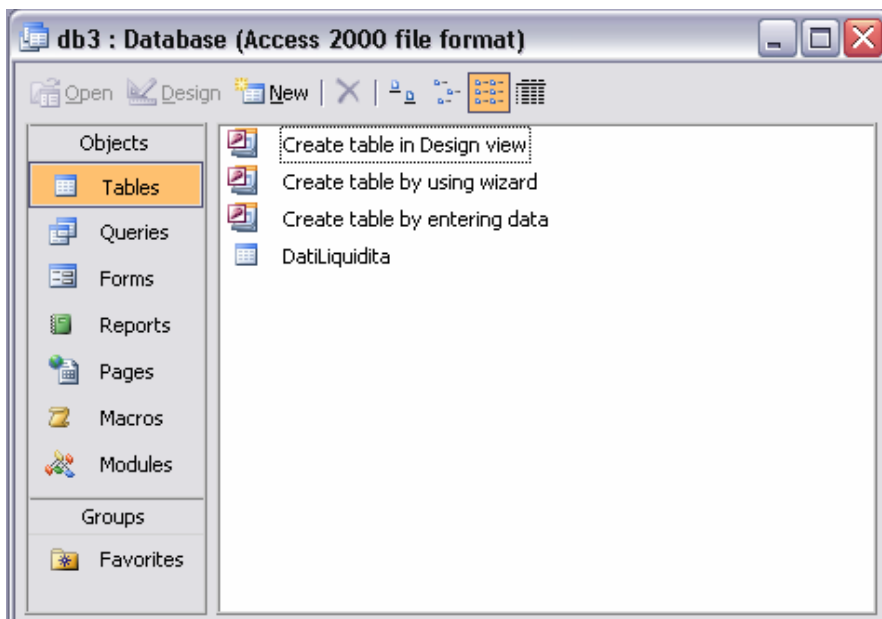 db3 : Database (Access 2000 file format)
Open Design New
Objects
Tables
Queries
Forms
Reports
Pages
Macros
Modules
Groups
Favorites
Create table in Design view
Create table by using wizard
Create table by entering data
DatiLiquidita